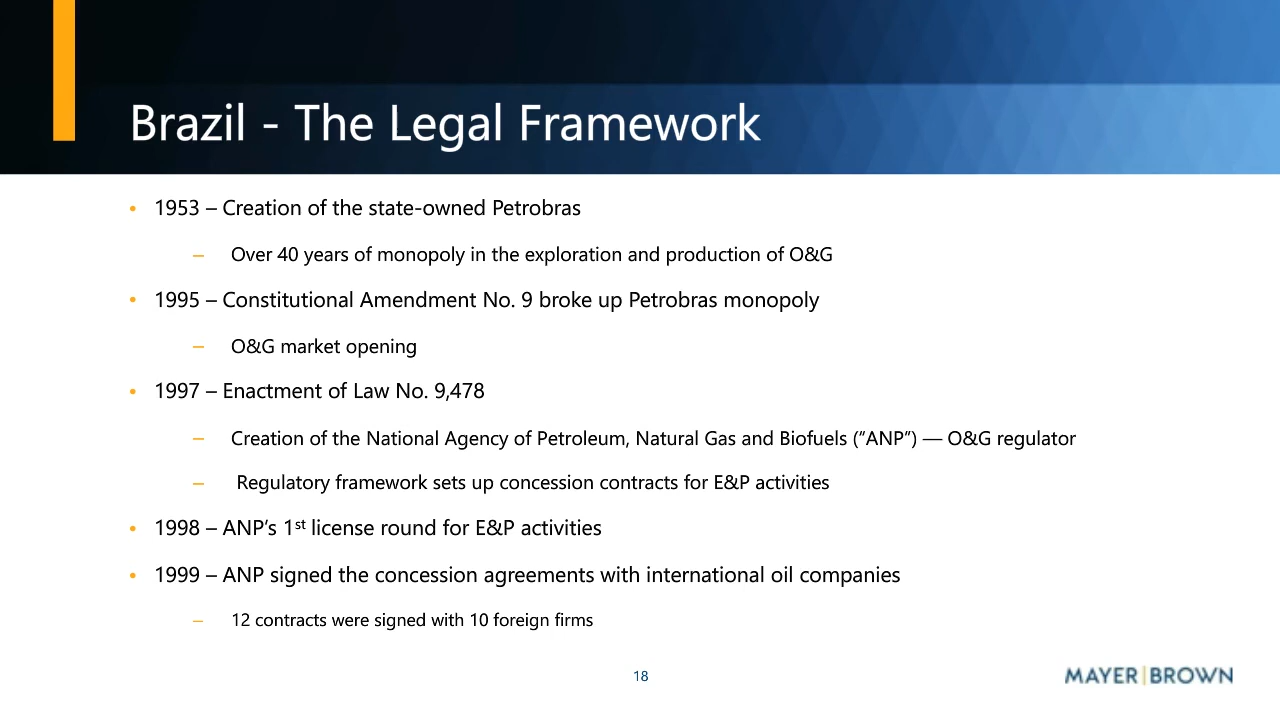 Brazil - The Legal Framework
• 1953 – Creation of the state-owned Petrobras
– Over 40 years of monopoly in the exploration and production of O&G
• 1995 – Constitutional Amendment No. 9 broke up Petrobras monopoly
– O&G market opening
• 1997 – Enactment of Law No. 9,478
– Creation of the National Agency of Petroleum, Natural Gas and Biofuels (“ANP”) — O&G regulator
– Regulatory framework sets up concession contracts for E&P activities
• 1998 – ANP’s 1st license round for E&P activities
• 1999 – ANP signed the concession agreements with international oil companies
– 12 contracts were signed with 10 foreign firms
18
MAYER|BROWN